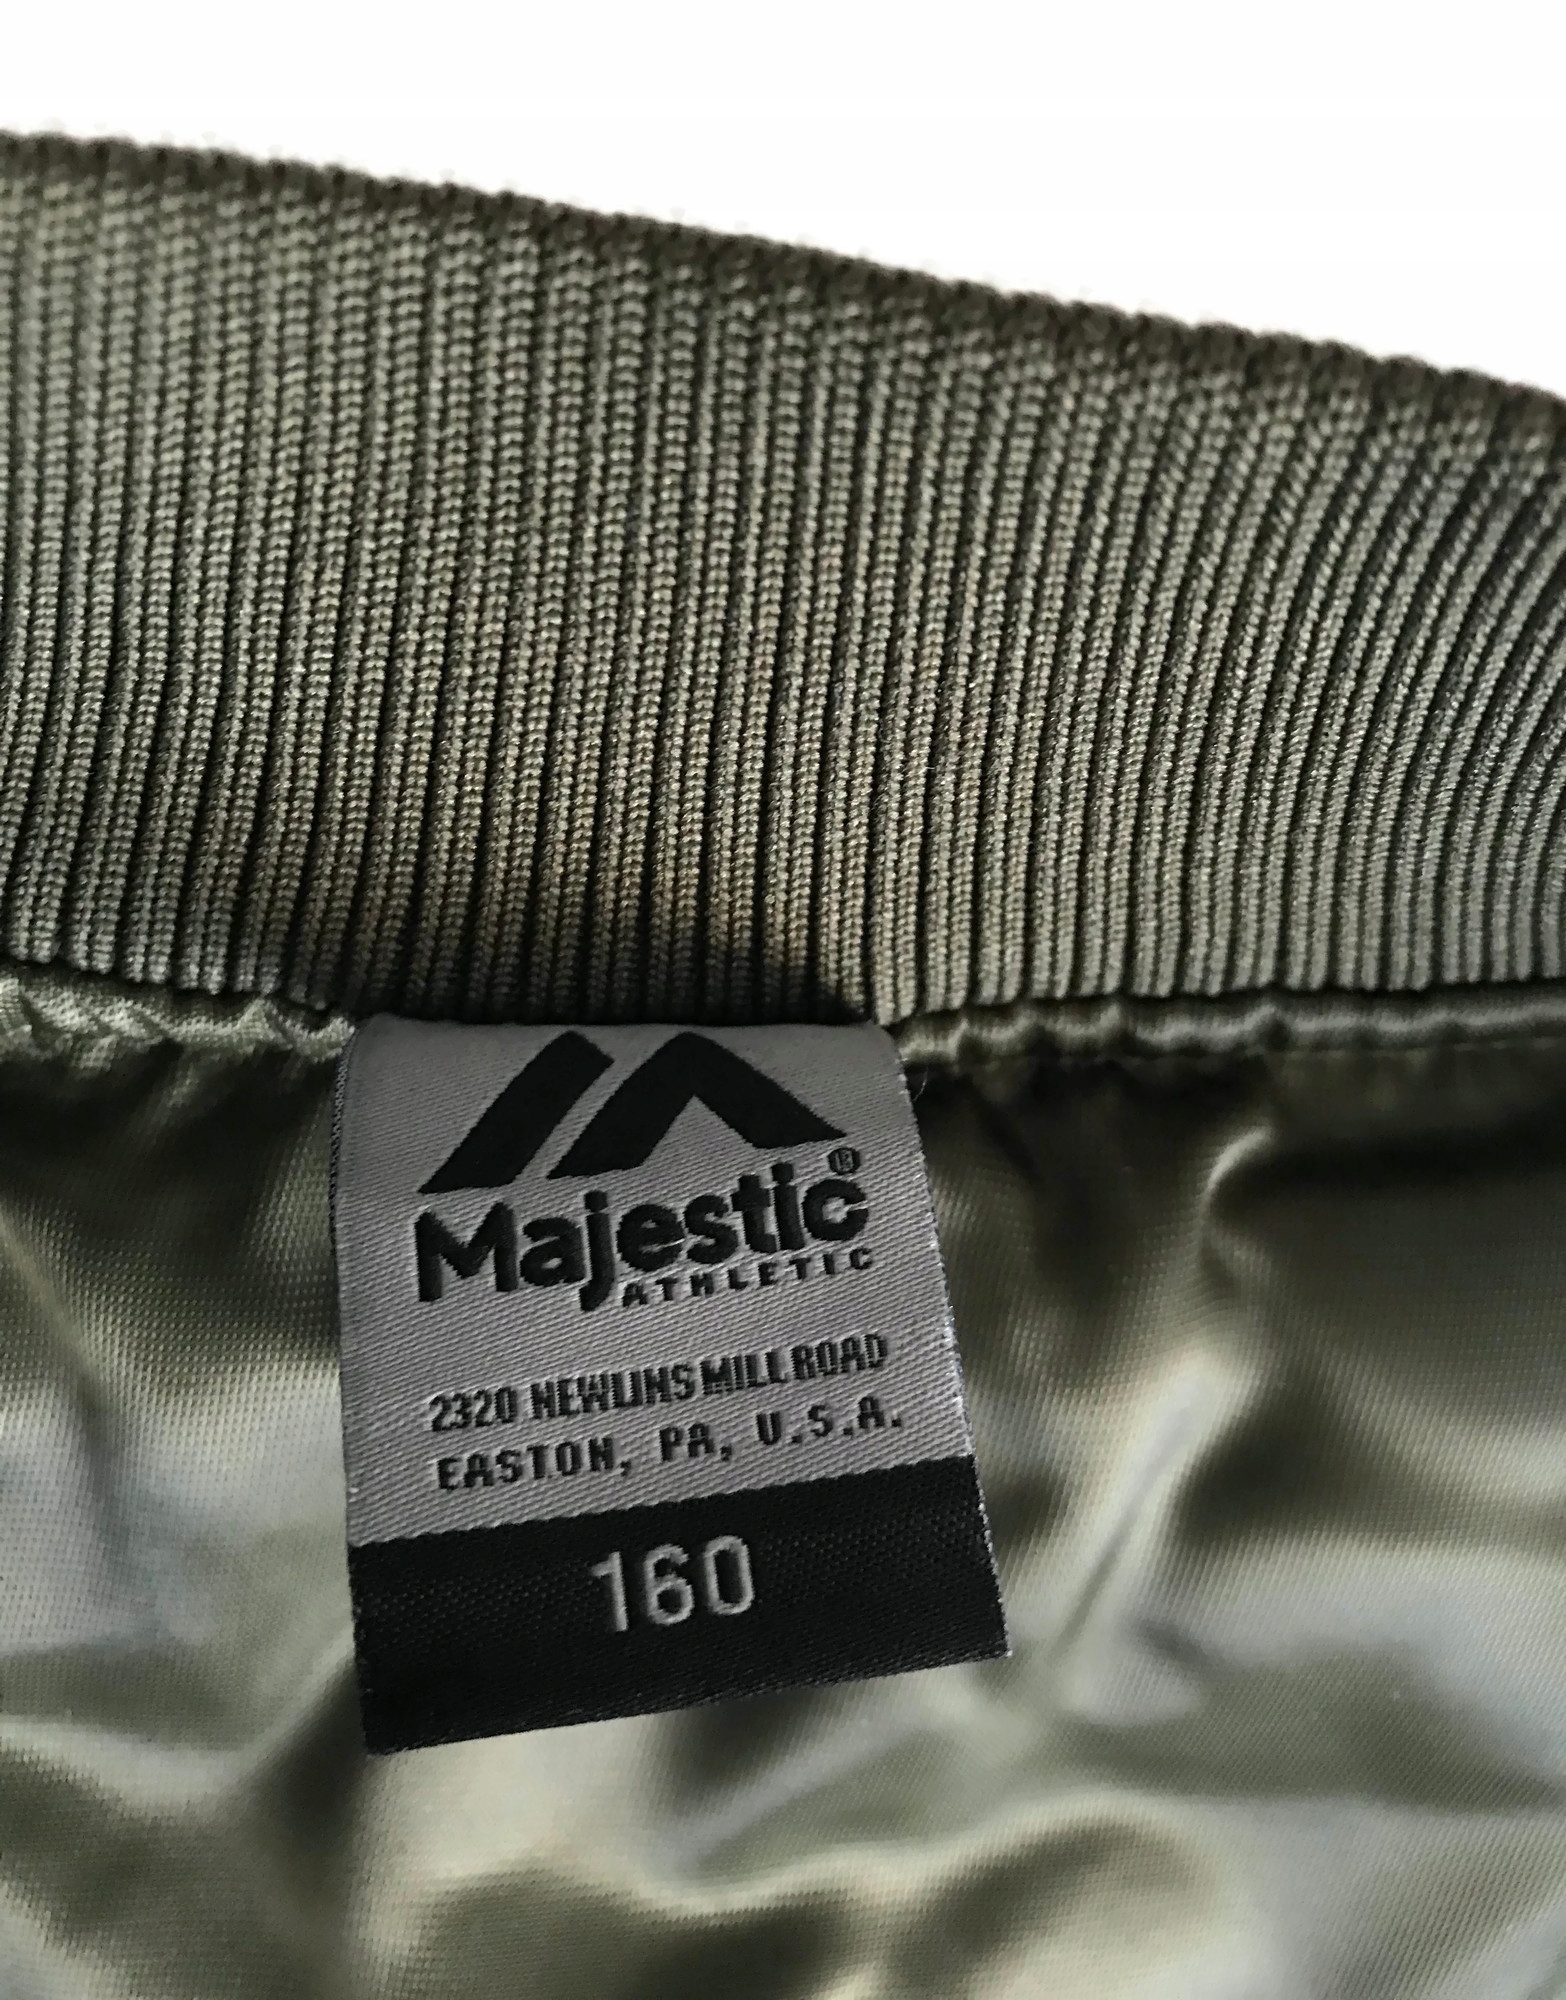 Majestic®
ATHLETIC
2320 NEWLINS MILL ROAD
EASTON, PA, U.S.A.
160